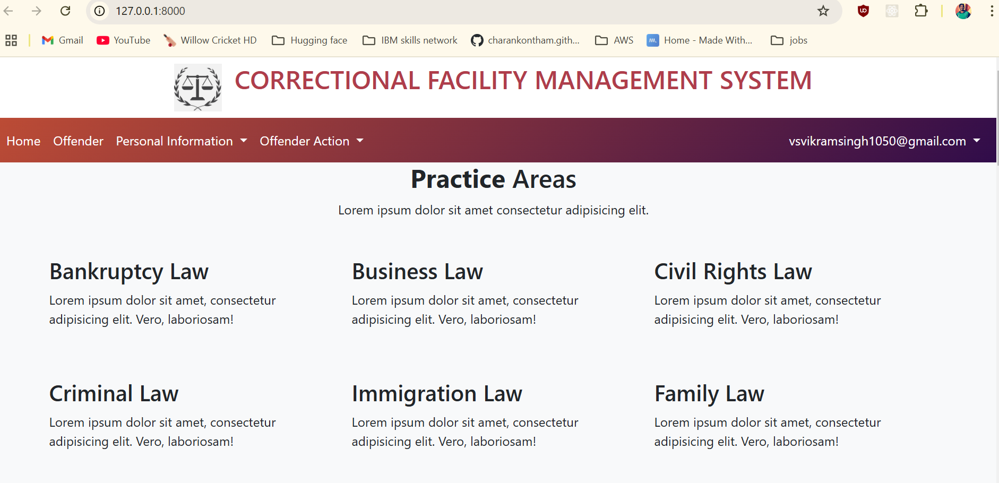 127.0.0.1:8000
Gmail YouTube Willow Cricket HD Hugging face IBM skills network charankontham.gith... AWS Home - Made With... jobs
CORRECTIONAL FACILITY MANAGEMENT SYSTEM
Home Offender Personal Information Offender Action vsvikramsingh1050@gmail.com
Practice Areas
Lorem ipsum dolor sit amet consectetur adipisicing elit.
Bankruptcy Law
Lorem ipsum dolor sit amet, consectetur
adipisicing elit. Vero, laboriosam!
Business Law
Lorem ipsum dolor sit amet, consectetur
adipisicing elit. Vero, laboriosam!
Civil Rights Law
Lorem ipsum dolor sit amet, consectetur
adipisicing elit. Vero, laboriosam!
Criminal Law
Lorem ipsum dolor sit amet, consectetur
adipisicing elit. Vero, laboriosam!
Immigration Law
Lorem ipsum dolor sit amet, consectetur
adipisicing elit. Vero, laboriosam!
Family Law
Lorem ipsum dolor sit amet, consectetur
adipisicing elit. Vero, laboriosam!